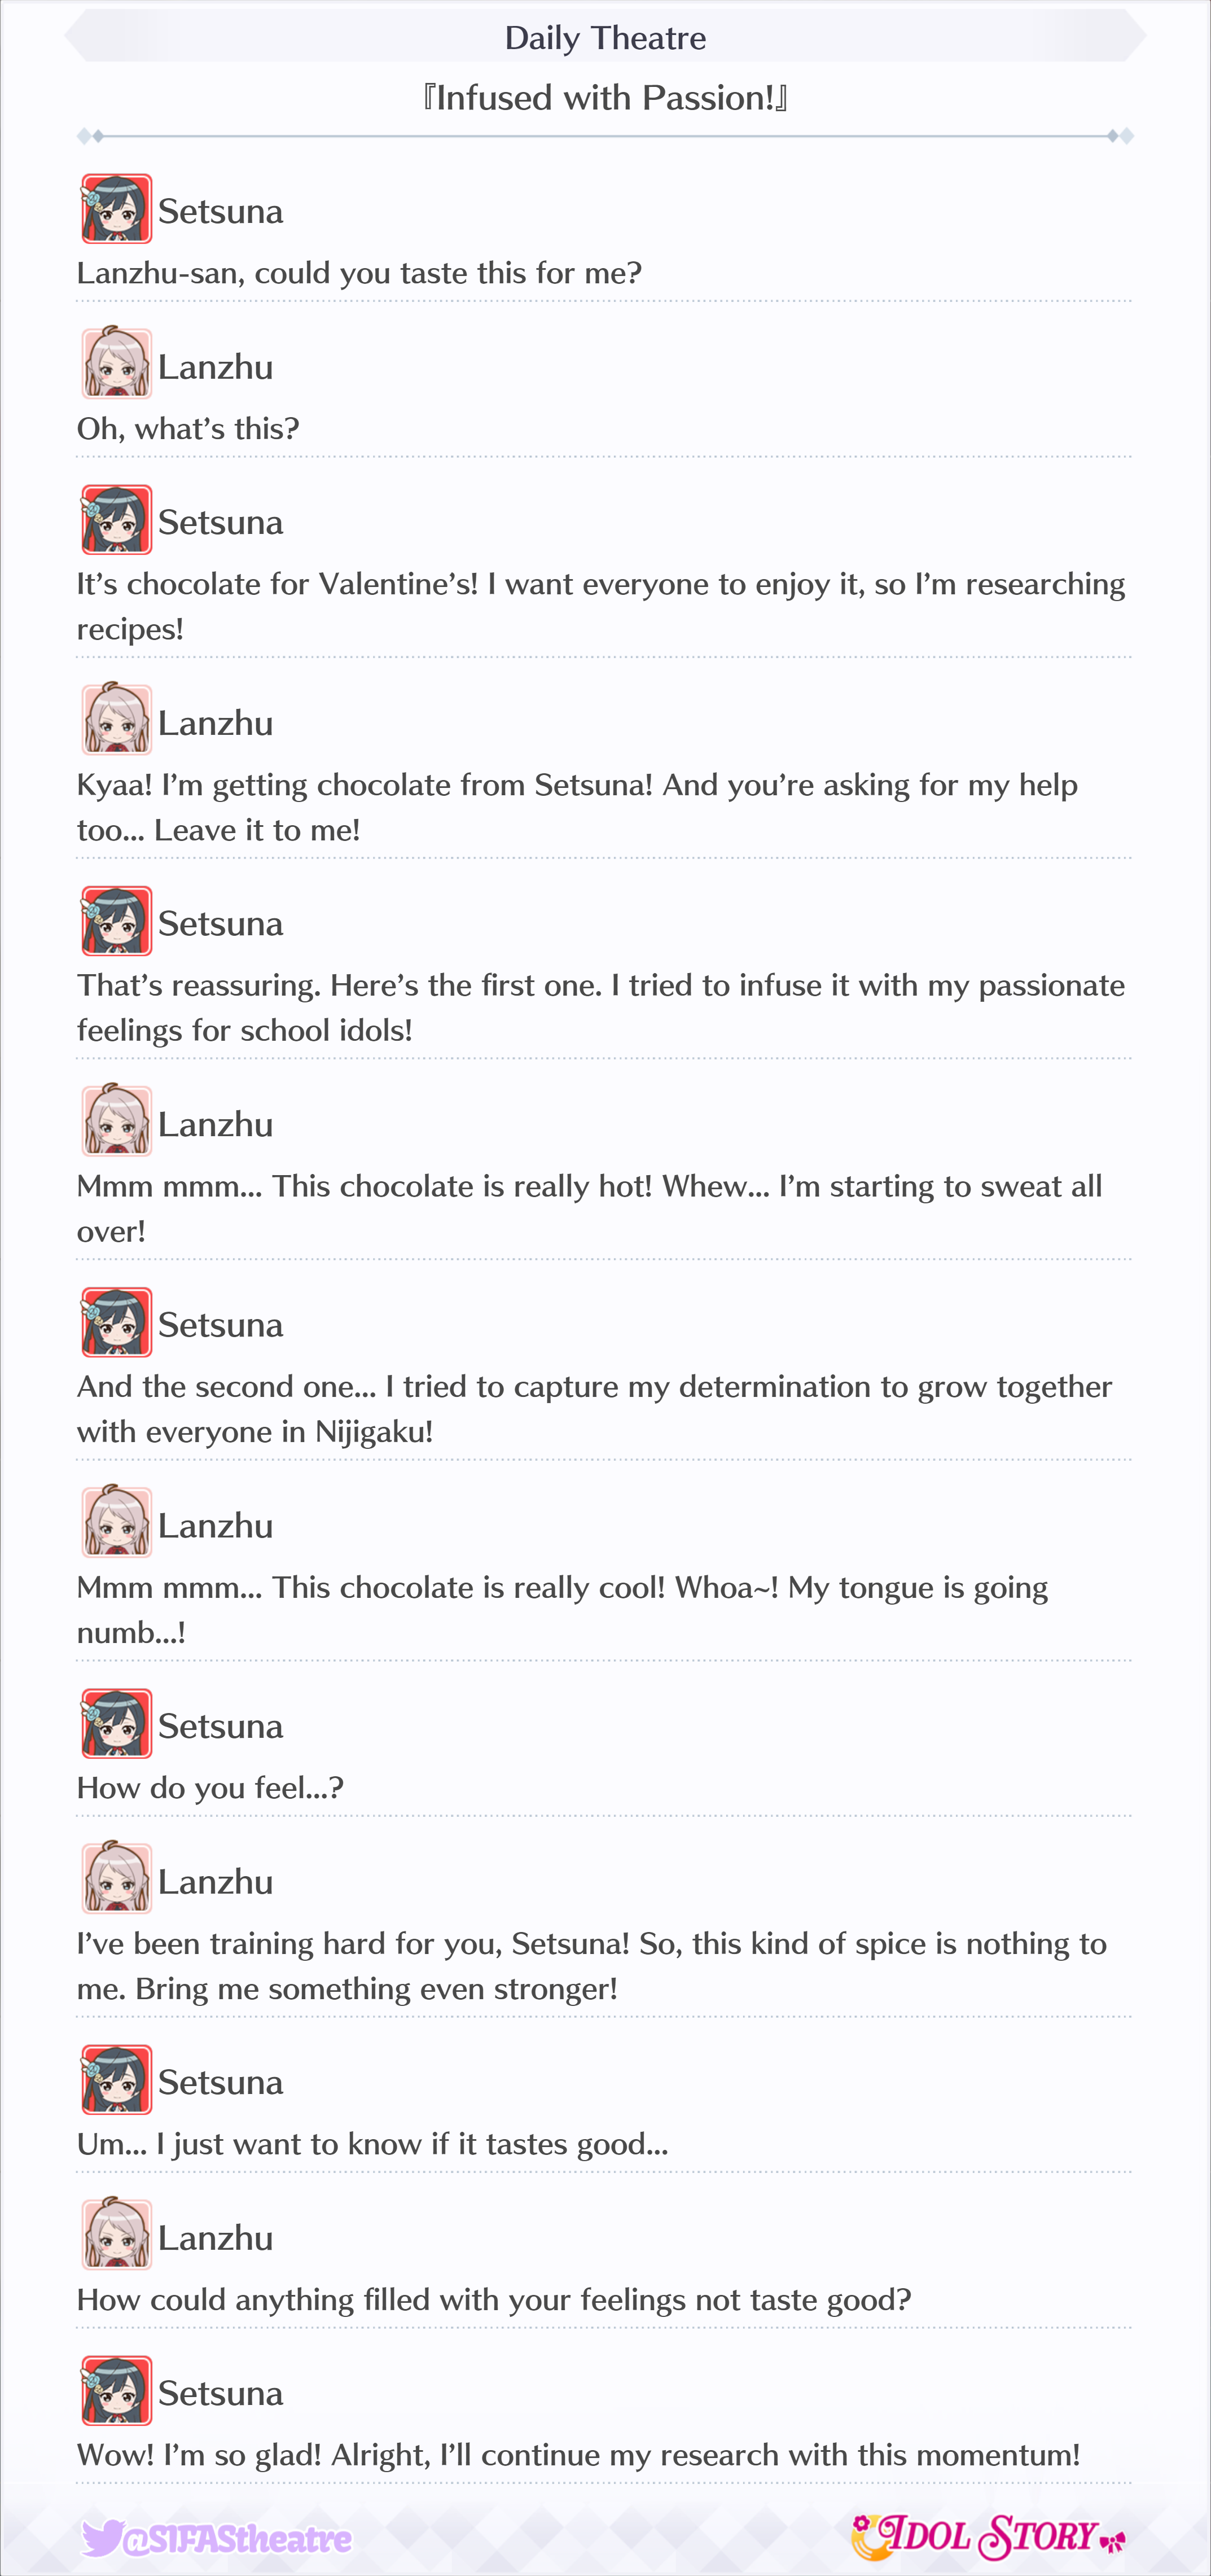 Daily Theatre
『Infused with Passion!』
Setsuna
Lanzhu-san, could you taste this for me?
Lanzhu
Oh, what’s this?
Setsuna
It’s chocolate for Valentine’s! I want everyone to enjoy it, so I’m researching
recipes!
Lanzhu
Kyaa! I’m getting chocolate from Setsuna! And you’re asking for my help
too... Leave it to me!
Setsuna
That’s reassuring. Here’s the first one. I tried to infuse it with my passionate
feelings for school idols!
Lanzhu
Mmm mmm... This chocolate is really hot! Whew... I’m starting to sweat all
over!
Setsuna
And the second one... I tried to capture my determination to grow together
with everyone in Nijigaku!
Lanzhu
Mmm mmm... This chocolate is really cool! Whoa~! My tongue is going
numb...!
Setsuna
How do you feel...?
Lanzhu
I’ve been training hard for you, Setsuna! So, this kind of spice is nothing to
me. Bring me something even stronger!
Setsuna
Um... I just want to know if it tastes good...
Lanzhu
How could anything filled with your feelings not taste good?
Setsuna
Wow! I’m so glad! Alright, I’ll continue my research with this momentum!
@SIFAStheatre
IDOL STORY